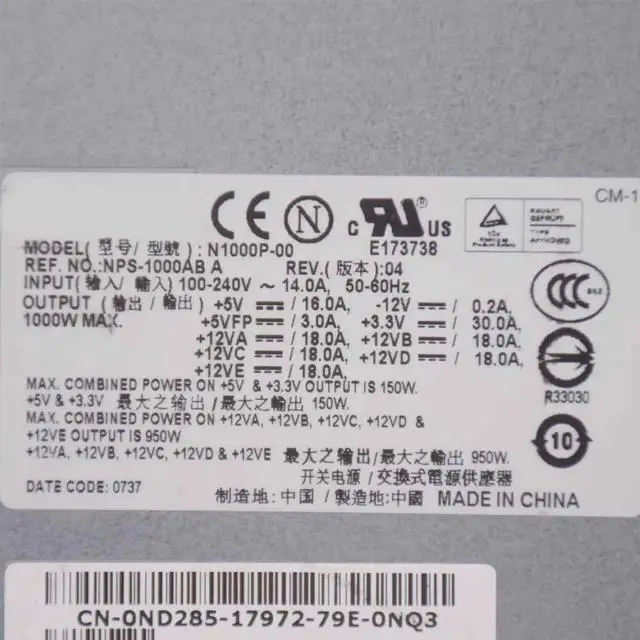 CM-1
CE N c RU ® US
MODEL( 型号/ 型號 ) : N1000P-00 E173738
REF. NO.:NPS-1000AB A REV.( 版本 ):04
INPUT( 输入/ 輸入 ) 100-240V ~ 14.0A, 50-60Hz
OUTPUT ( 输出 / 輸出 ) +5V ⎓ / 16.0A, -12V ⎓ / 0.2A,
1000W MAX. +5VFP ⎓ / 3.0A, +3.3V ⎓ / 30.0A,
+12VA ⎓ / 18.0A, +12VB ⎓ / 18.0A,
+12VC ⎓ / 18.0A, +12VD ⎓ / 18.0A,
+12VE ⎓ / 18.0A,
R33030
MAX. COMBINED POWER ON +5V & +3.3V OUTPUT IS 150W.
+5V & +3.3V 最大之输出 / 最大之輸出 150W.
MAX. COMBINED POWER ON +12VA, +12VB, +12VC, +12VD &
+12VE OUTPUT IS 950W
10
+12VA, +12VB, +12VC, +12VD & +12VE 最大之输出 / 最大之輸出 950W.
开关电源 / 交換式電源供應器
DATE CODE: 0737
制造地: 中国 / 製造地: 中國 MADE IN CHINA
CN-0ND285-17972-79E-0NQ3